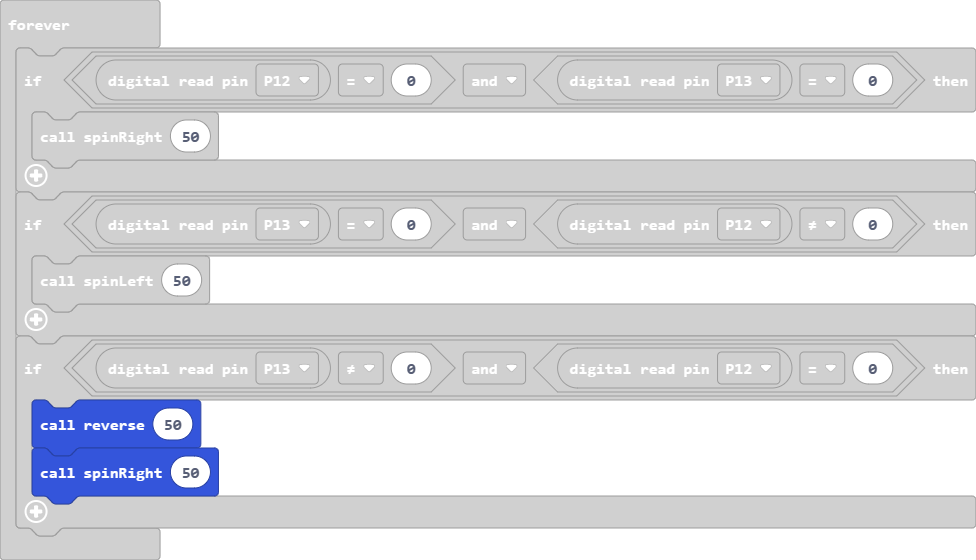 forever
if digital read pin P12 = 0 and digital read pin P13 = 0 then
call spinRight 50
if digital read pin P13 = 0 and digital read pin P12 ≠ 0 then
call spinLeft 50
if digital read pin P13 ≠ 0 and digital read pin P12 = 0 then
call reverse 50
call spinRight 50